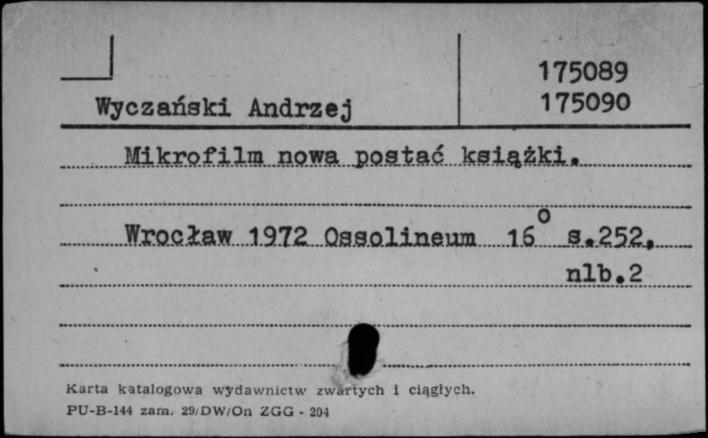 175089
Wyczański Andrzej 175090
Mikrofilm nowa postać książki.
Wrocław 1972 Ossolineum 16° s.252,
nlb.2
Karta katalogowa wydawnictw zwartych i ciągłych.
PU-B-144 zam. 29/DW/On ZGG - 204